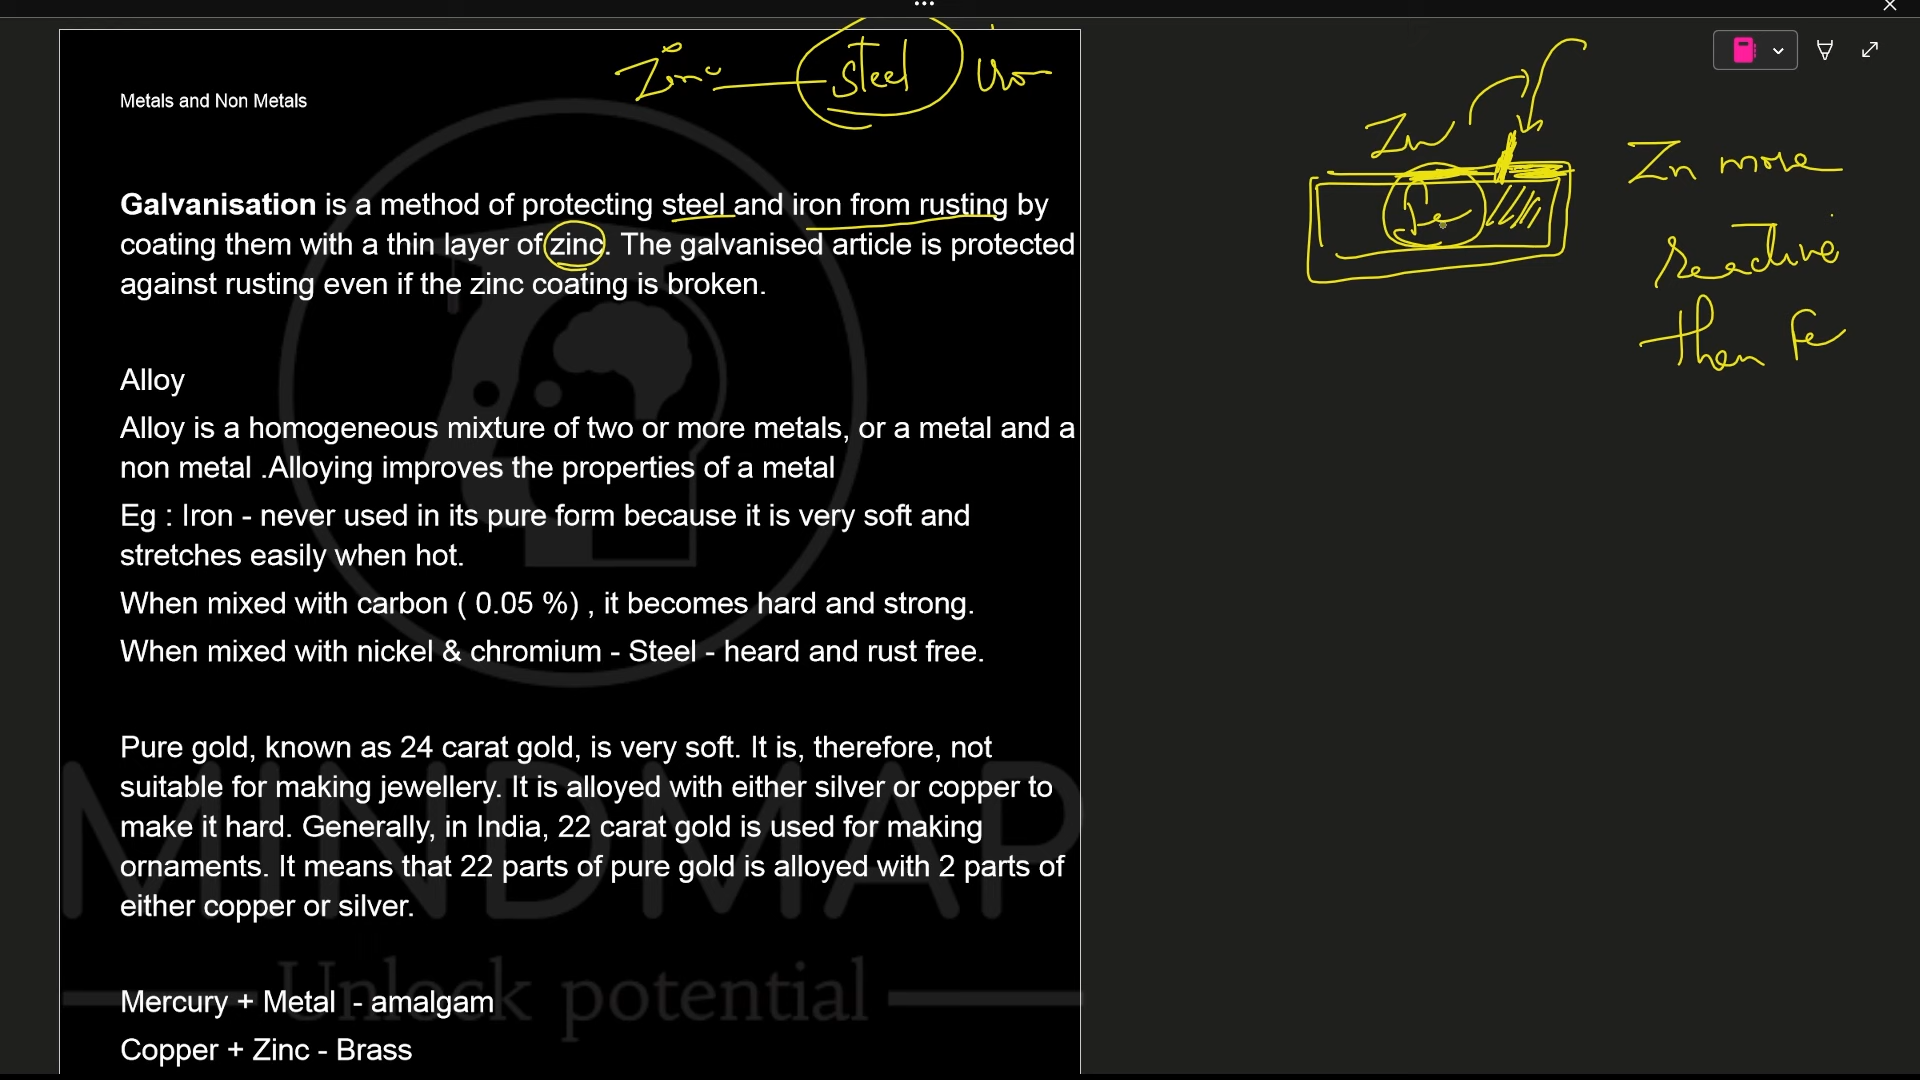 Zinc steel iron
Metals and Non Metals
Galvanisation is a method of protecting steel and iron from rusting by
coating them with a thin layer of zinc. The galvanised article is protected
against rusting even if the zinc coating is broken.
Alloy
Alloy is a homogeneous mixture of two or more metals, or a metal and a
non metal .Alloying improves the properties of a metal
Eg : Iron - never used in its pure form because it is very soft and
stretches easily when hot.
When mixed with carbon ( 0.05 %) , it becomes hard and strong.
When mixed with nickel & chromium - Steel - heard and rust free.
Pure gold, known as 24 carat gold, is very soft. It is, therefore, not
suitable for making jewellery. It is alloyed with either silver or copper to
make it hard. Generally, in India, 22 carat gold is used for making
ornaments. It means that 22 parts of pure gold is alloyed with 2 parts of
either copper or silver.
Mercury + Metal - amalgam
Copper + Zinc - Brass
MINDMAP
Unlock potential
Zn
Fe
Zn more
reactive
then Fe